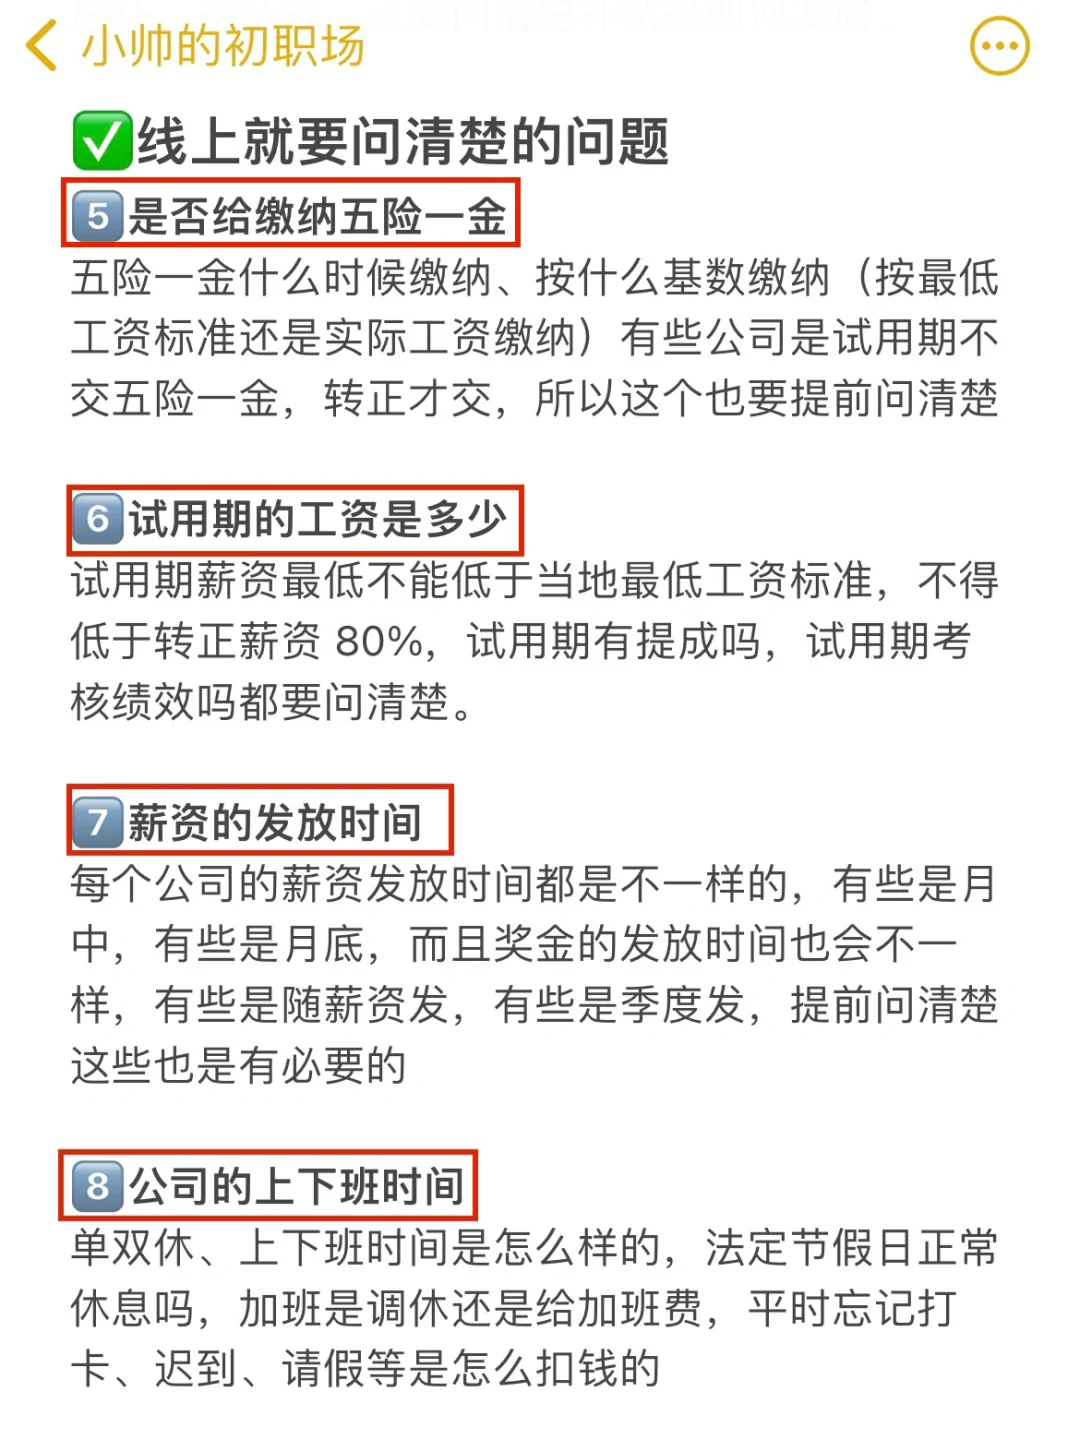 小帅的初职场
✅线上就要问清楚的问题
5️⃣是否给缴纳五险一金
五险一金什么时候缴纳、按什么基数缴纳（按最低
工资标准还是实际工资缴纳）有些公司是试用期不
交五险一金，转正才交，所以这个也要提前问清楚
6️⃣试用期的工资是多少
试用期薪资最低不能低于当地最低工资标准，不得
低于转正薪资 80%，试用期有提成吗，试用期考
核绩效吗都要问清楚。
7️⃣薪资的发放时间
每个公司的薪资发放时间都是不一样的，有些是月
中，有些是月底，而且奖金的发放时间也会不一
样，有些是随薪资发，有些是季度发，提前问清楚
这些也是有必要的
8️⃣公司的上下班时间
单双休、上下班时间是怎么样的，法定节假日正常
休息吗，加班是调休还是给加班费，平时忘记打
卡、迟到、请假等是怎么扣钱的